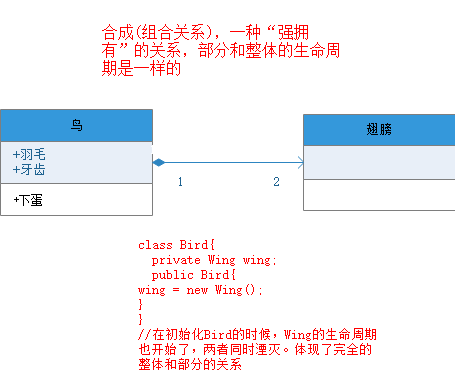 合成(组合关系)，一种“强拥
有”的关系，部分和整体的生命周
期是一样的
鸟
翅膀
+羽毛
+牙齿
1
2
+下蛋
class Bird{
private Wing wing;
public Bird{
wing = new Wing();
}
}
//在初始化Bird的时候，Wing的生命周期
也开始了，两者同时湮灭。体现了完全的
整体和部分的关系